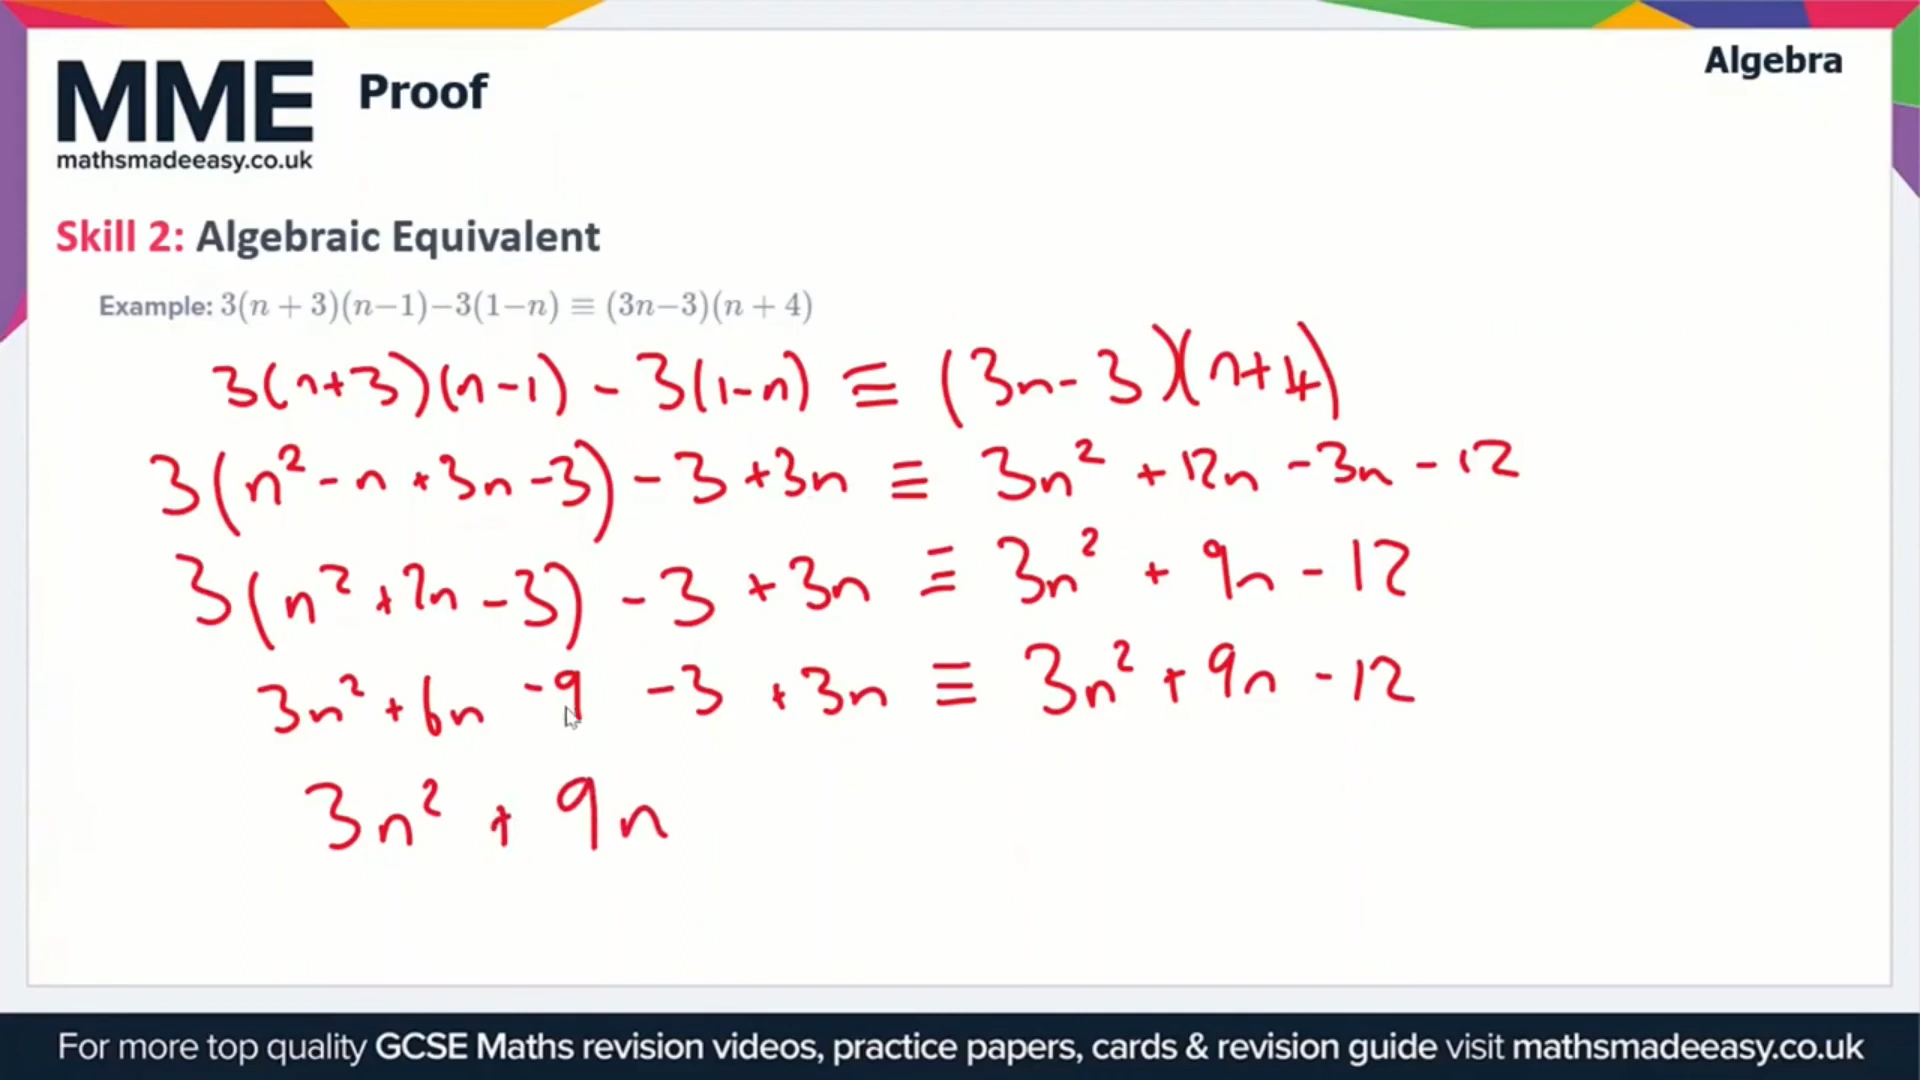 MME
mathsmadeeasy.co.uk
Proof
Algebra
Skill 2: Algebraic Equivalent
Example: 3(n + 3)(n−1)−3(1−n) ≡ (3n−3)(n + 4)
3(n+3)(n-1) - 3(1-n) ≡ (3n-3)(n+4)
3(n² - n + 3n - 3) - 3 + 3n ≡ 3n² + 12n - 3n - 12
3(n² + 2n - 3) - 3 + 3n ≡ 3n² + 9n - 12
3n² + 6n - 9 - 3 + 3n ≡ 3n² + 9n - 12
3n² + 9n
For more top quality GCSE Maths revision videos, practice papers, cards & revision guide visit mathsmadeeasy.co.uk